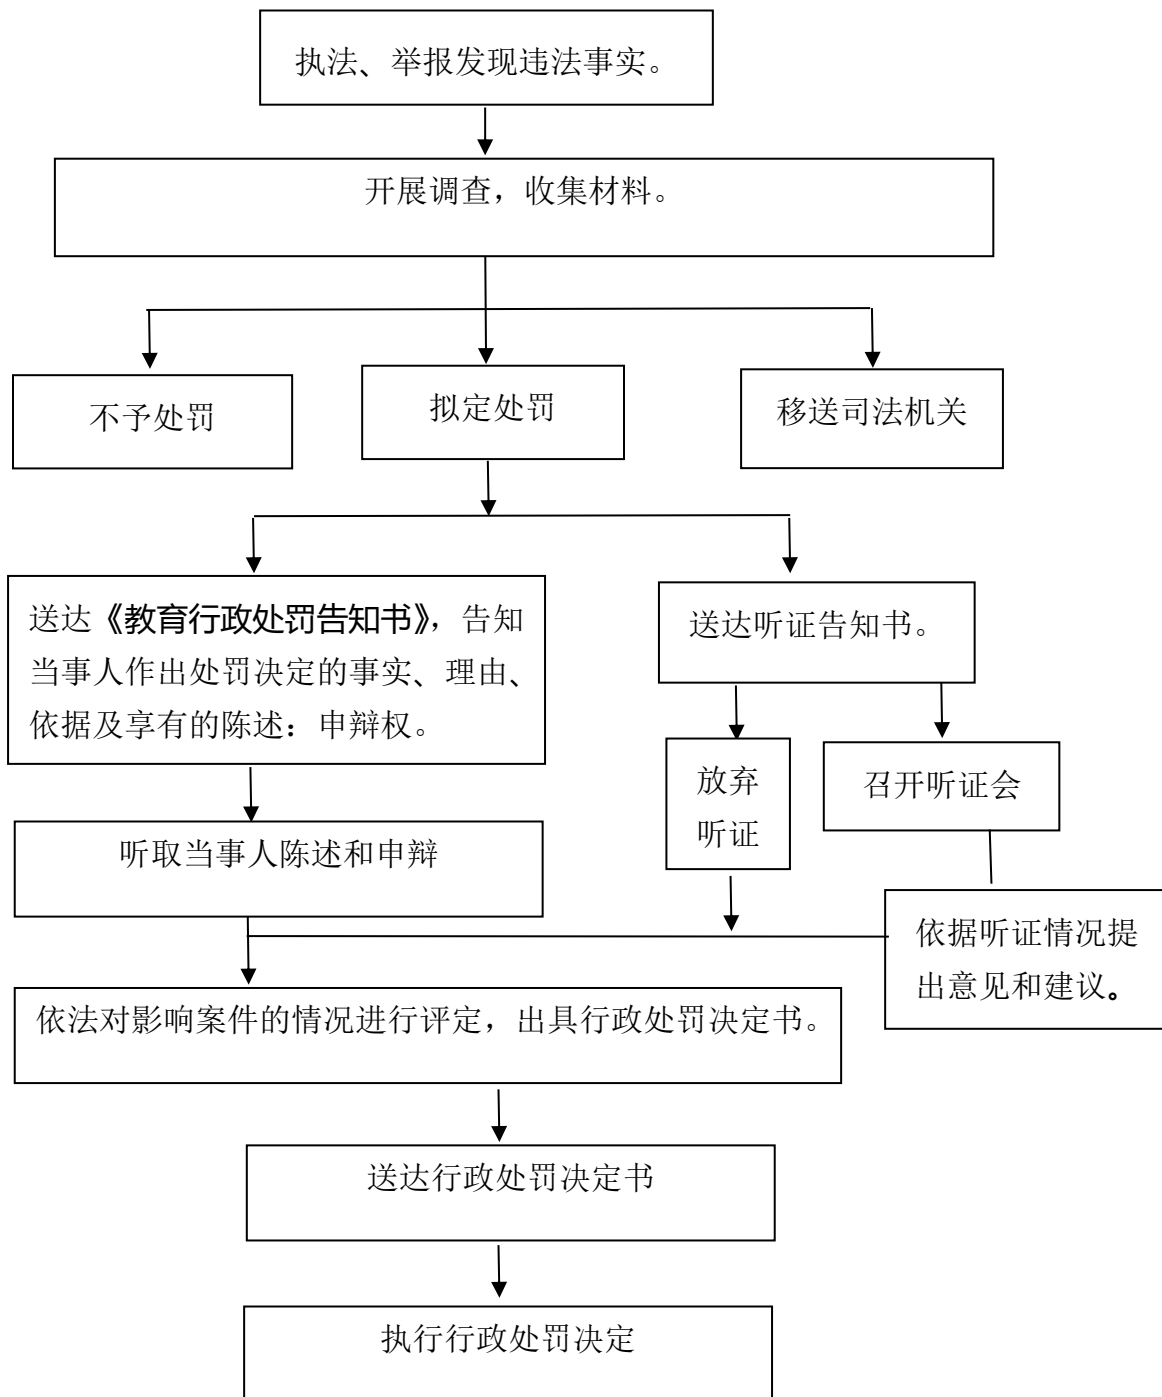 执法、举报发现违法事实。
开展调查，收集材料。
不予处罚
拟定处罚
移送司法机关
送达《教育行政处罚告知书》，告知
当事人作出处罚决定的事实、理由、
依据及享有的陈述：申辩权。
送达听证告知书。
放弃
听证
召开听证会
听取当事人陈述和申辩
依据听证情况提
出意见和建议。
依法对影响案件的情况进行评定，出具行政处罚决定书。
送达行政处罚决定书
执行行政处罚决定